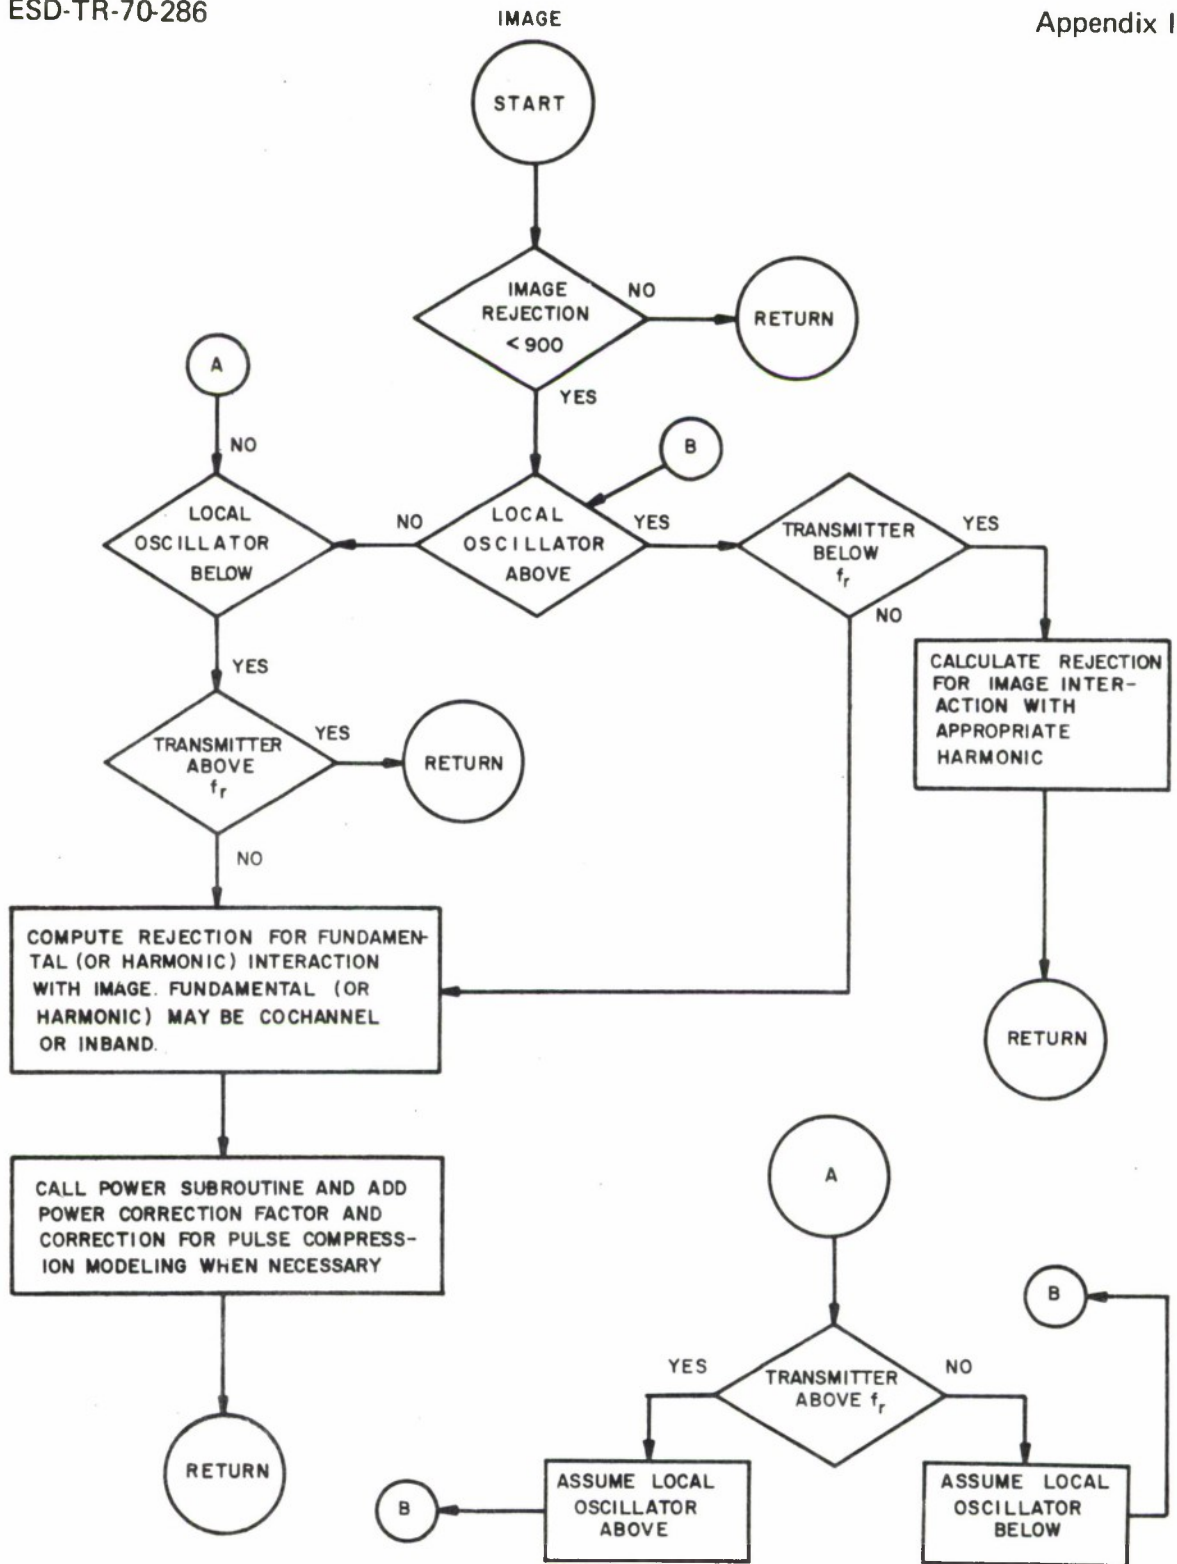 ESD-TR-70-286
Appendix I
IMAGE
START
IMAGE
REJECTION
< 900
NO
RETURN
YES
A
NO
B
LOCAL
OSCILLATOR
BELOW
NO
LOCAL
OSCILLATOR
ABOVE
YES
TRANSMITTER
BELOW
fr
YES
NO
CALCULATE REJECTION
FOR IMAGE INTER-
ACTION WITH
APPROPRIATE
HARMONIC
RETURN
YES
TRANSMITTER
ABOVE
fr
YES
RETURN
NO
COMPUTE REJECTION FOR FUNDAMEN-
TAL (OR HARMONIC) INTERACTION
WITH IMAGE. FUNDAMENTAL (OR
HARMONIC) MAY BE COCHANNEL
OR INBAND.
CALL POWER SUBROUTINE AND ADD
POWER CORRECTION FACTOR AND
CORRECTION FOR PULSE COMPRESS-
ION MODELING WHEN NECESSARY
RETURN
A
TRANSMITTER
ABOVE fr
YES
NO
B
ASSUME LOCAL
OSCILLATOR
ABOVE
B
ASSUME LOCAL
OSCILLATOR
BELOW